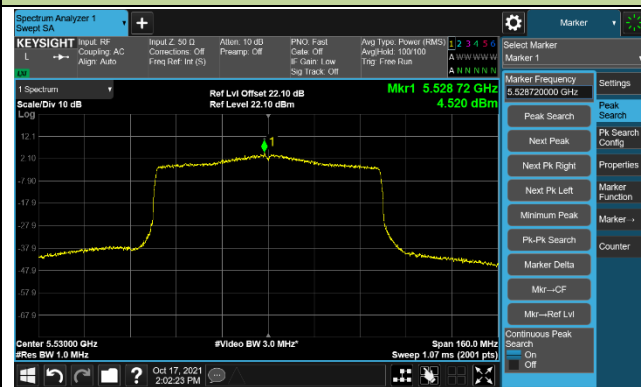 Spectrum Analyzer 1
Swept SA
+
Marker
KEYSIGHT
L
LXI
Input: RF
Coupling: AC
Align: Auto
Input Z: 50 Ω
Corrections: Off
Freq Ref: Int (S)
Atten: 10 dB
Preamp: Off
PNO: Fast
Gate: Off
IF Gain: Low
Sig Track: Off
Avg Type: Power (RMS)
Avg|Hold: 100/100
Trig: Free Run
1 2 3 4 5 6
A W W W W W
A N N N N N
Select Marker
Marker 1
1 Spectrum
Scale/Div 10 dB
Log
Ref Lvl Offset 22.10 dB
Ref Level 22.10 dBm
Mkr1 5.528 72 GHz
4.520 dBm
12.1
2.10
-7.90
-17.9
-27.9
-37.9
-47.9
-57.9
-67.9
1
Center 5.53000 GHz
#Res BW 1.0 MHz
#Video BW 3.0 MHz*
Span 160.0 MHz
Sweep 1.07 ms (2001 pts)
Marker Frequency
5.528720000 GHz
Peak Search
Next Peak
Next Pk Right
Next Pk Left
Minimum Peak
Pk-Pk Search
Marker Delta
Mkr→CF
Mkr→Ref Lvl
Continuous Peak
Search
On
Off
Settings
Peak
Search
Pk Search
Config
Properties
Marker
Function
Marker→
Counter
?
Oct 17, 2021
2:02:23 PM